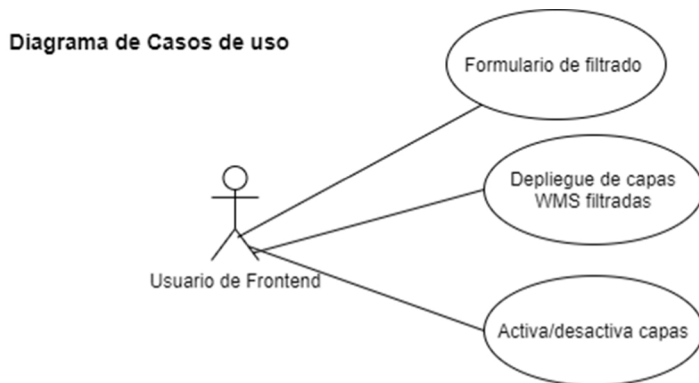 Diagrama de Casos de uso
Formulario de filtrado
Depliegue de capas
WMS filtradas
Usuario de Frontend
Activa/desactiva capas